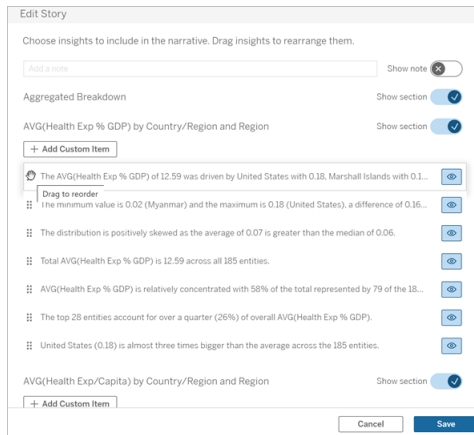 Edit Story
Choose insights to include in the narrative. Drag insights to rearrange them.
Add a note
Show note
Aggregated Breakdown
Show section
AVG(Health Exp % GDP) by Country/Region and Region
Show section
+ Add Custom Item
The AVG(Health Exp % GDP) of 12.59 was driven by United States with 0.18, Marshall Islands with 0.1...
Drag to reorder
The minimum value is 0.02 (Myanmar) and the maximum is 0.18 (United States), a difference of 0.16...
The distribution is positively skewed as the average of 0.07 is greater than the median of 0.06.
Total AVG(Health Exp % GDP) is 12.59 across all 185 entities.
AVG(Health Exp % GDP) is relatively concentrated with 58% of the total represented by 79 of the 18...
The top 28 entities account for over a quarter (26%) of overall AVG(Health Exp % GDP).
United States (0.18) is almost three times bigger than the average across the 185 entities.
AVG(Health Exp/Capita) by Country/Region and Region
Show section
+ Add Custom Item
Cancel
Save